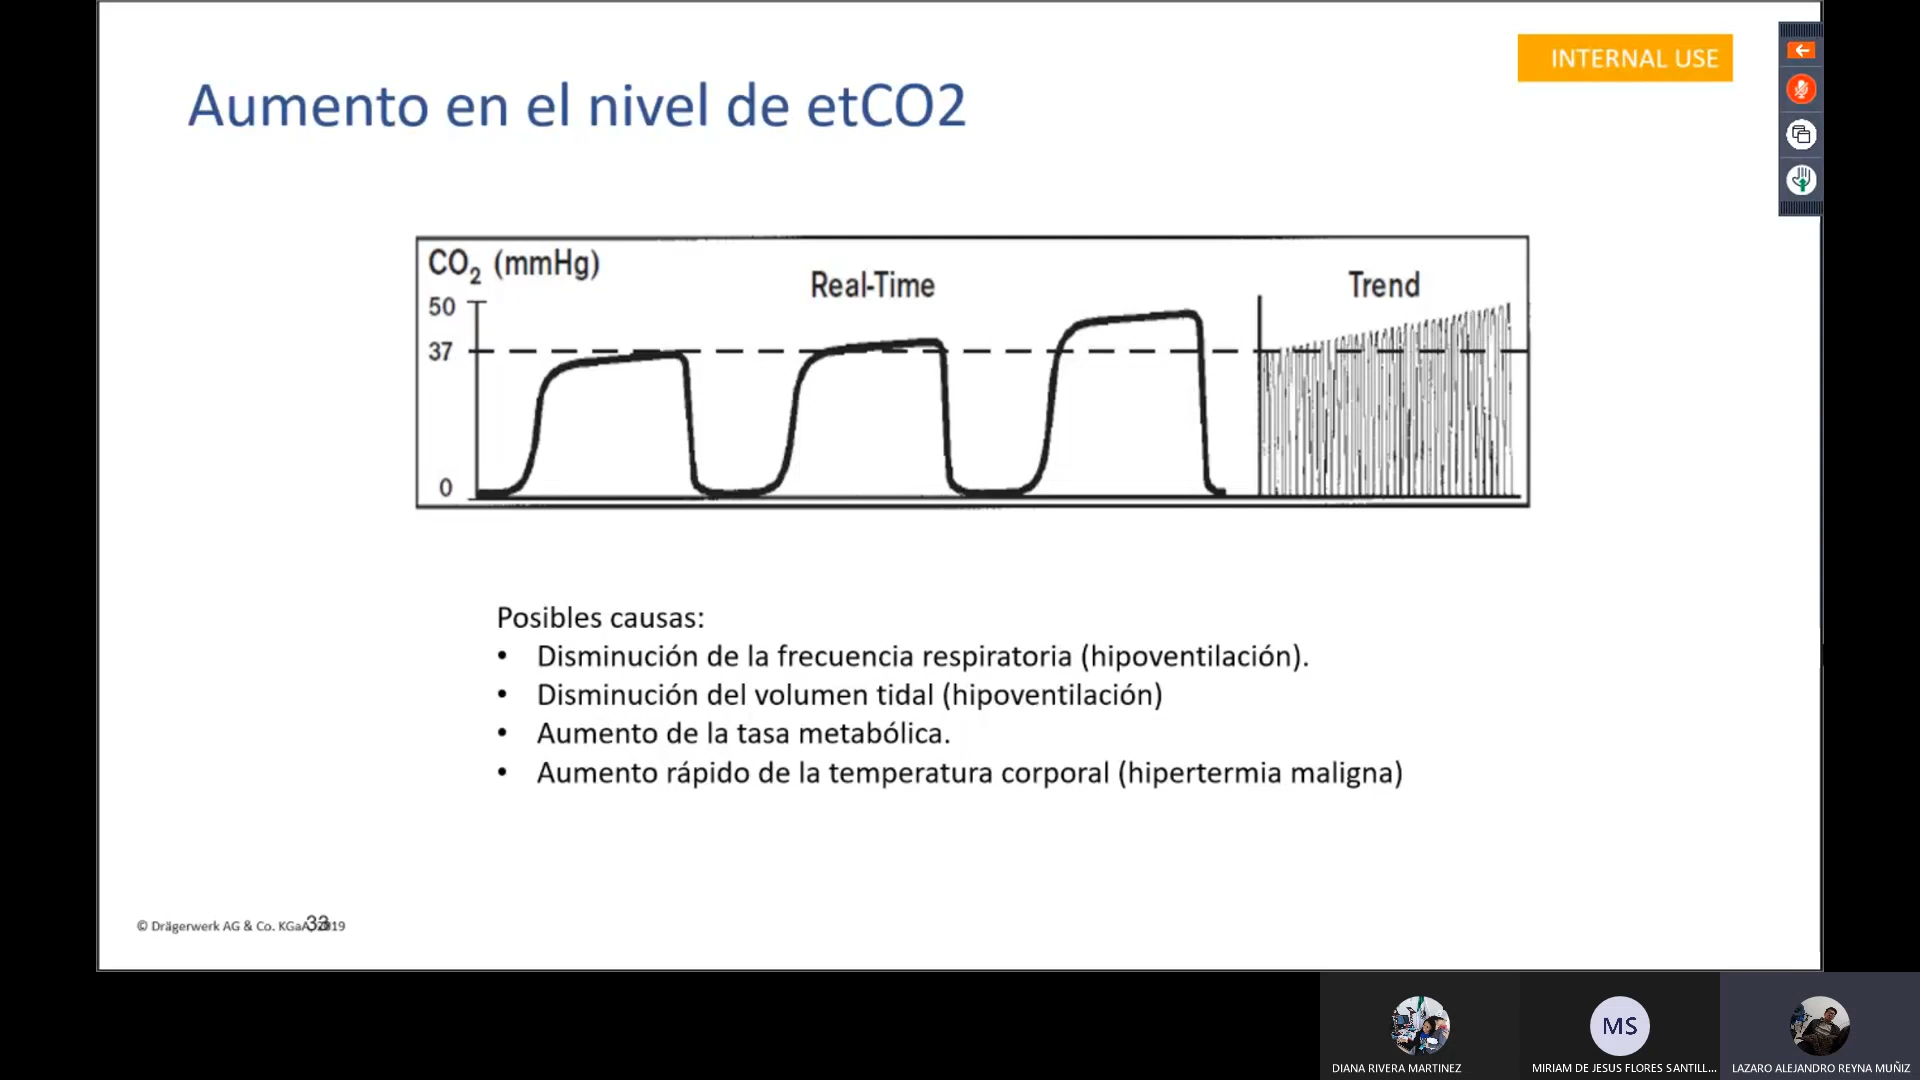 INTERNAL USE
Aumento en el nivel de etCO2
CO2 (mmHg)
Real-Time
Trend
50
37
0
Posibles causas:
• Disminución de la frecuencia respiratoria (hipoventilación).
• Disminución del volumen tidal (hipoventilación)
• Aumento de la tasa metabólica.
• Aumento rápido de la temperatura corporal (hipertermia maligna)
© Drägerwerk AG & Co. KGaA, 2019
33
MS
DIANA RIVERA MARTINEZ
MIRIAM DE JESUS FLORES SANTILL...
LAZARO ALEJANDRO REYNA MUÑIZ